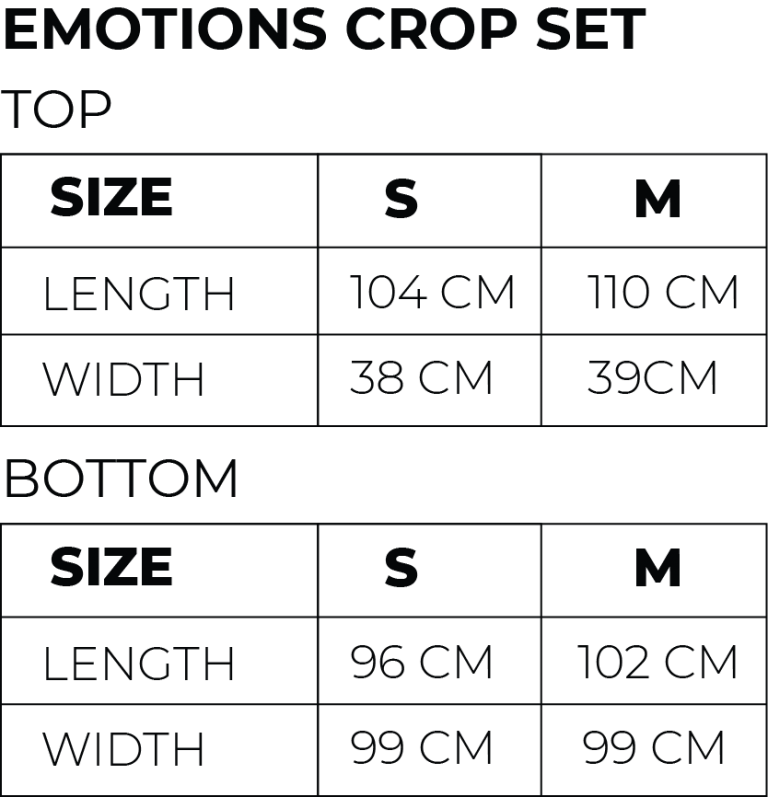 EMOTIONS CROP SET
TOP
SIZE S M
LENGTH 104 CM 110 CM
WIDTH 38 CM 39CM
BOTTOM
SIZE S M
LENGTH 96 CM 102 CM
WIDTH 99 CM 99 CM